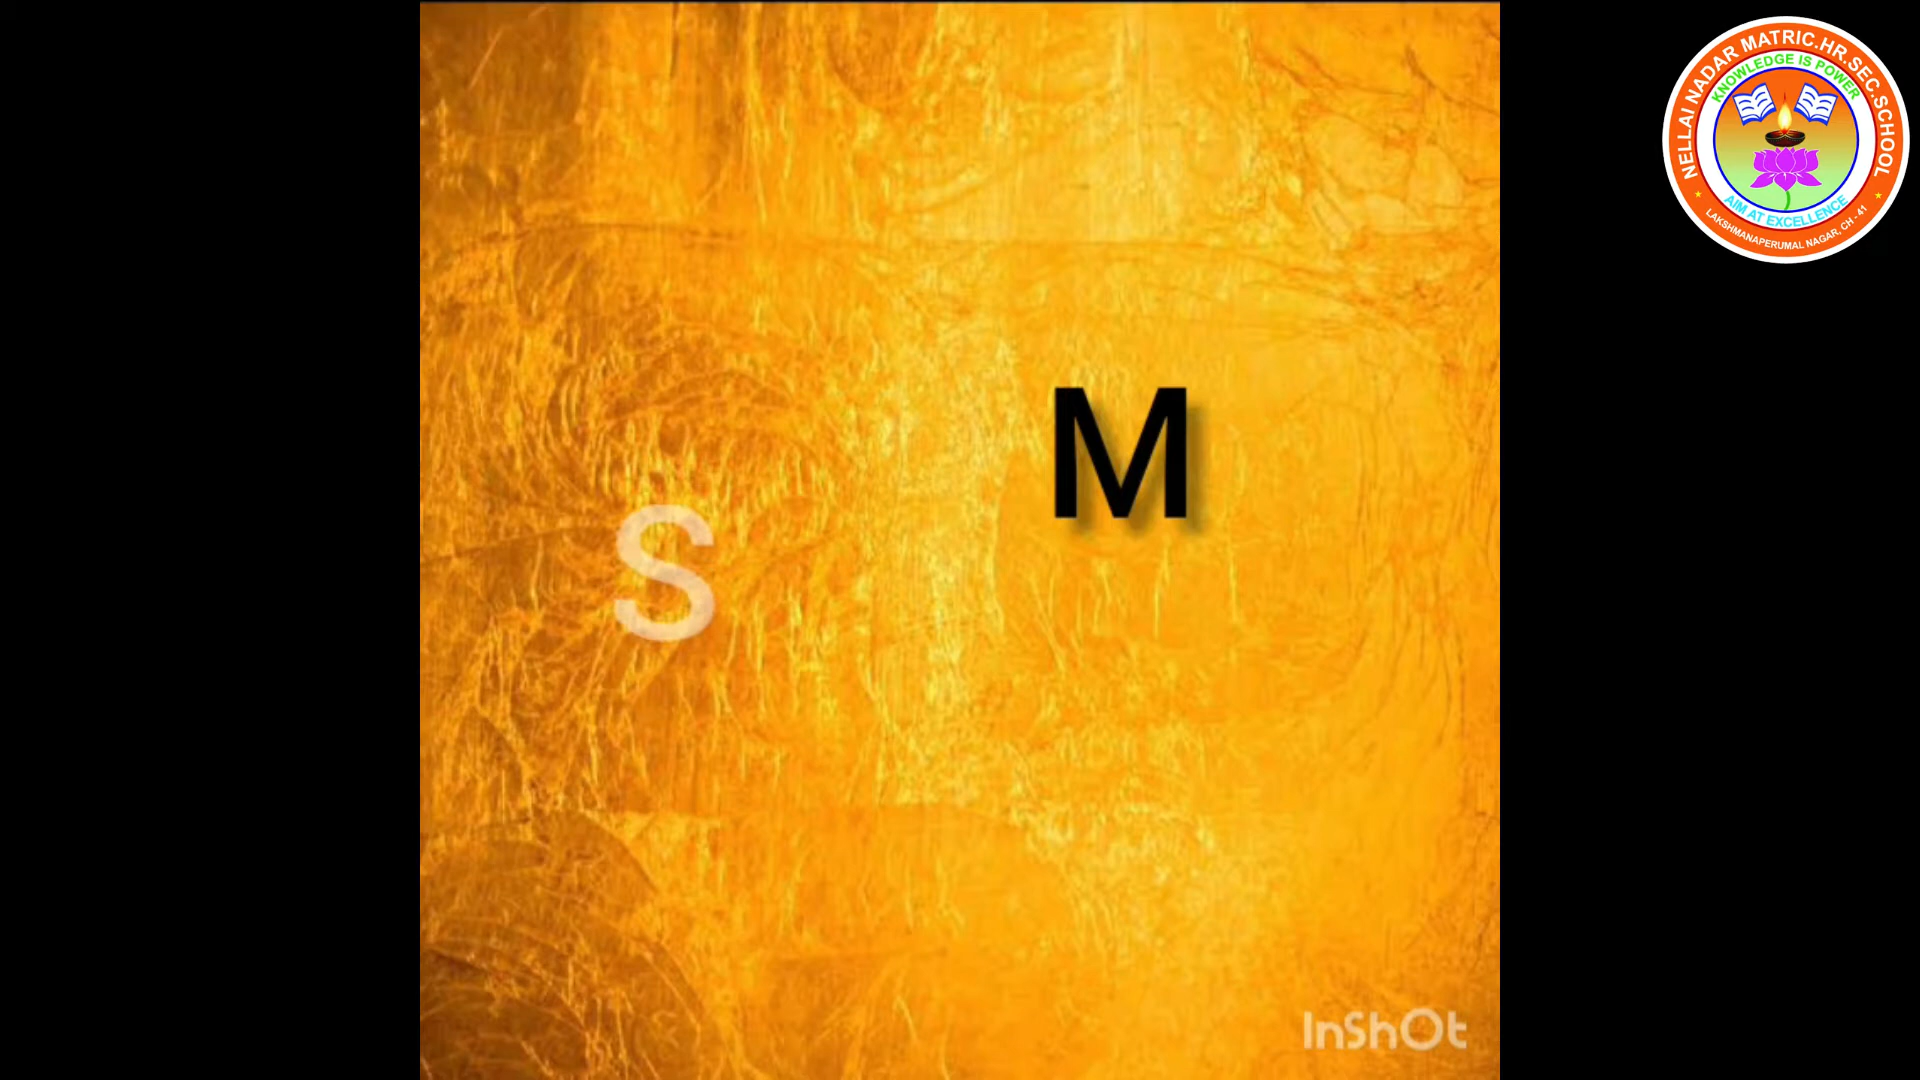 NELLAI NADAR MATRIC.HR.SEC.SCHOOL
KNOWLEDGE IS POWER
AIM AT EXCELLENCE
LAKSHMANAPERUMAL NAGAR, CH - 41
M
S
InShOt